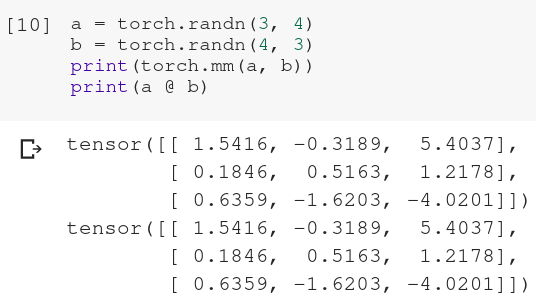 [10] a = torch.randn(3, 4)
b = torch.randn(4, 3)
print(torch.mm(a, b))
print(a @ b)
tensor([[ 1.5416, -0.3189,  5.4037],
[ 0.1846,  0.5163,  1.2178],
[ 0.6359, -1.6203, -4.0201]])
tensor([[ 1.5416, -0.3189,  5.4037],
[ 0.1846,  0.5163,  1.2178],
[ 0.6359, -1.6203, -4.0201]])